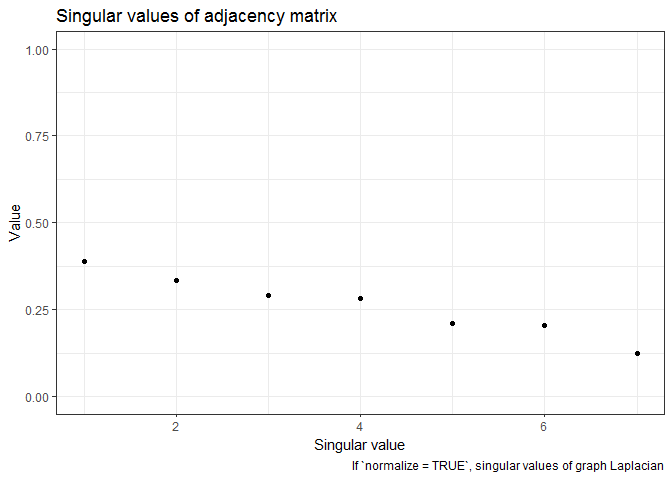 Singular values of adjacency matrix
1.00
0.75
0.50
0.25
0.00
Value
2 4 6
Singular value
If `normalize = TRUE`, singular values of graph Laplacian